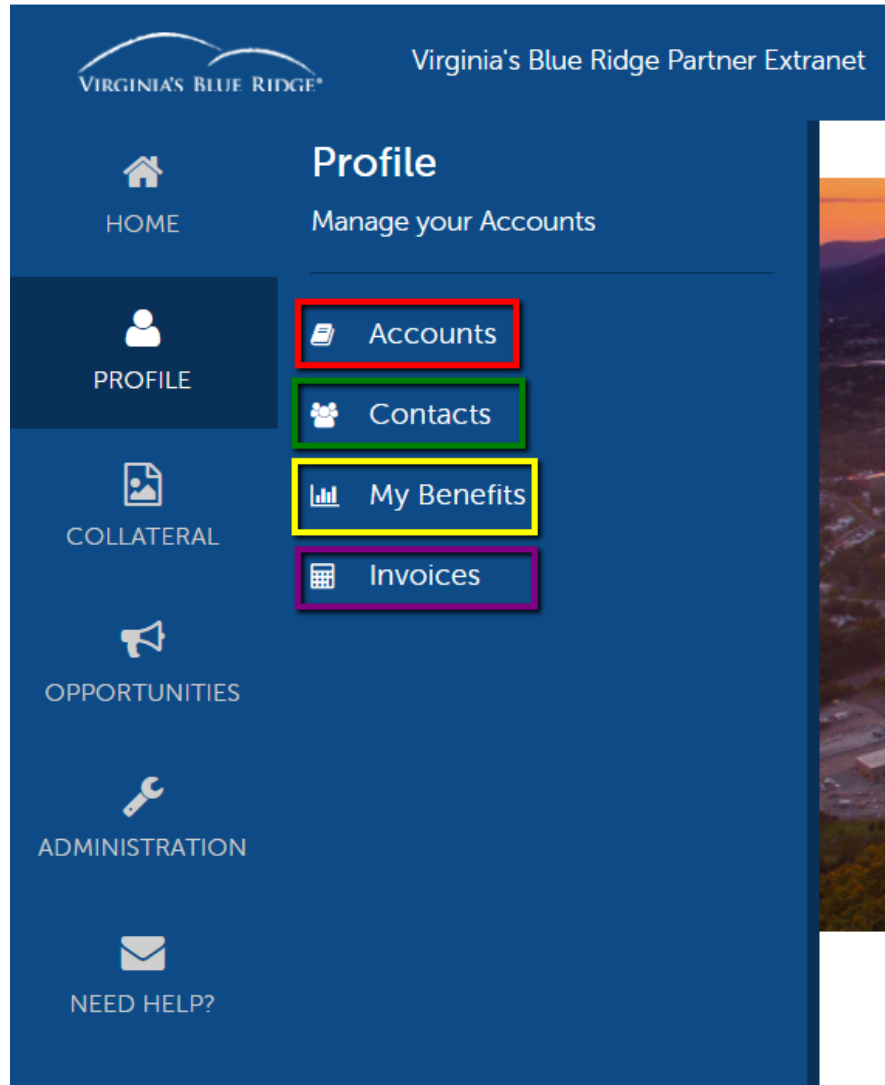 VIRGINIA'S BLUE RIDGE®
Virginia's Blue Ridge Partner Extranet
HOME
PROFILE
COLLATERAL
OPPORTUNITIES
ADMINISTRATION
NEED HELP?
Profile
Manage your Accounts
Accounts
Contacts
My Benefits
Invoices